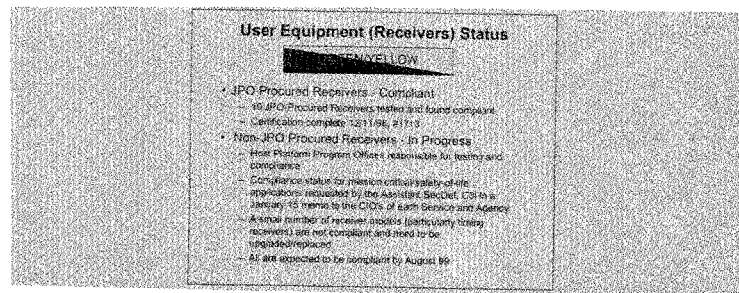 User Equipment (Receivers) Status
YELLOW
• JPO Procured Receivers - Compliant
– JPO Procured Receivers tested and found compliant
– Certification complete
• Non-JPO Procured Receivers - In Progress
– Host Platform Program Offices responsible for testing and
compliance
– Compliance status for mission critical/safety-of-life
applications requested by the Assistant SecDef, C3I in a
January 15 memo to the CIO's of each Service and Agency
– A small number of receiver models (particularly timing
receivers) are not compliant and need to be
upgraded/replaced
– All are expected to be compliant by August 99